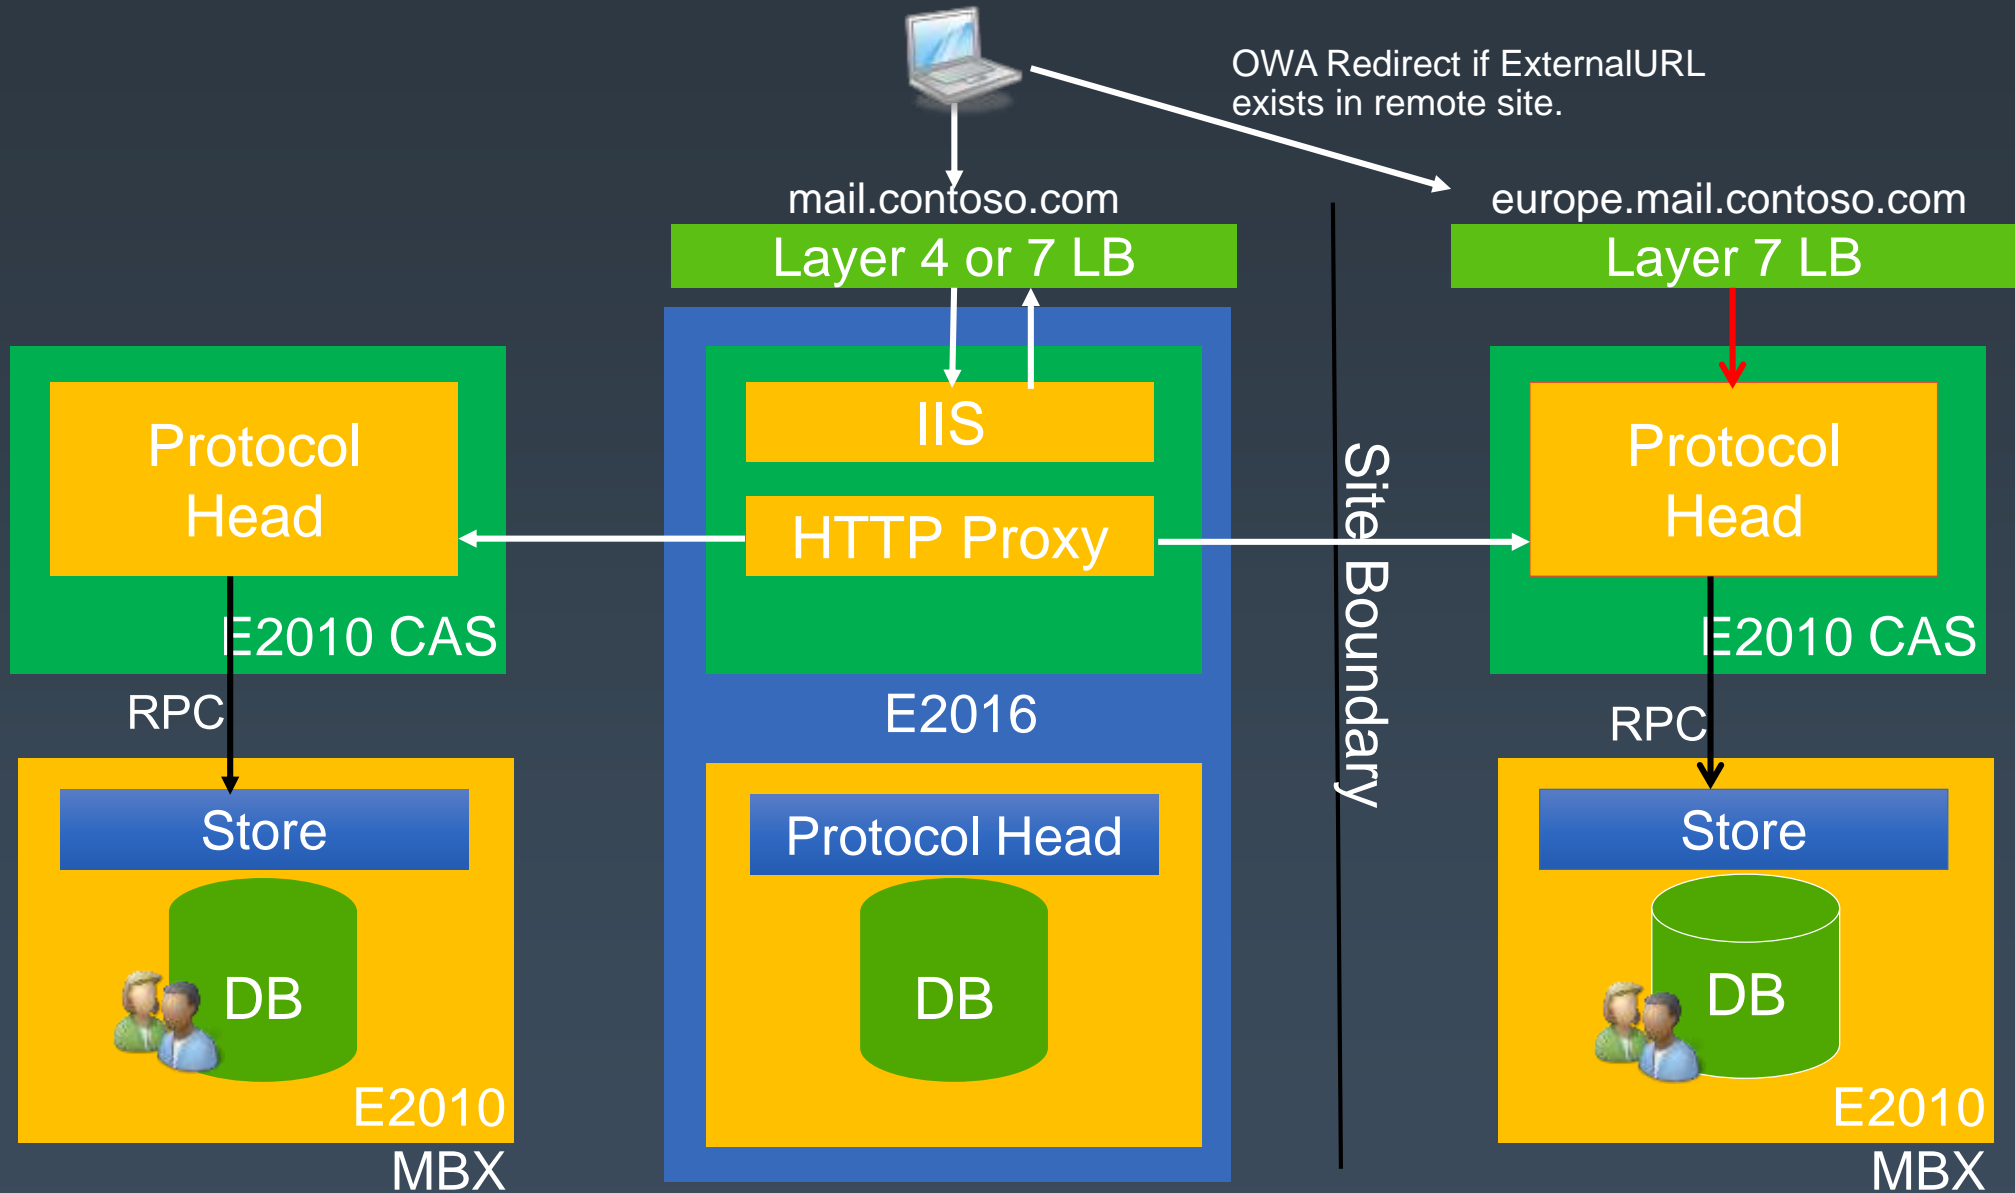 OWA Redirect if ExternalURL
exists in remote site.
mail.contoso.com
europe.mail.contoso.com
Layer 4 or 7 LB
Layer 7 LB
Protocol
Head
E2010 CAS
RPC
Store
DB
E2010
MBX
IIS
HTTP Proxy
E2016
Protocol Head
DB
Site Boundary
Protocol
Head
E2010 CAS
RPC
Store
DB
E2010
MBX